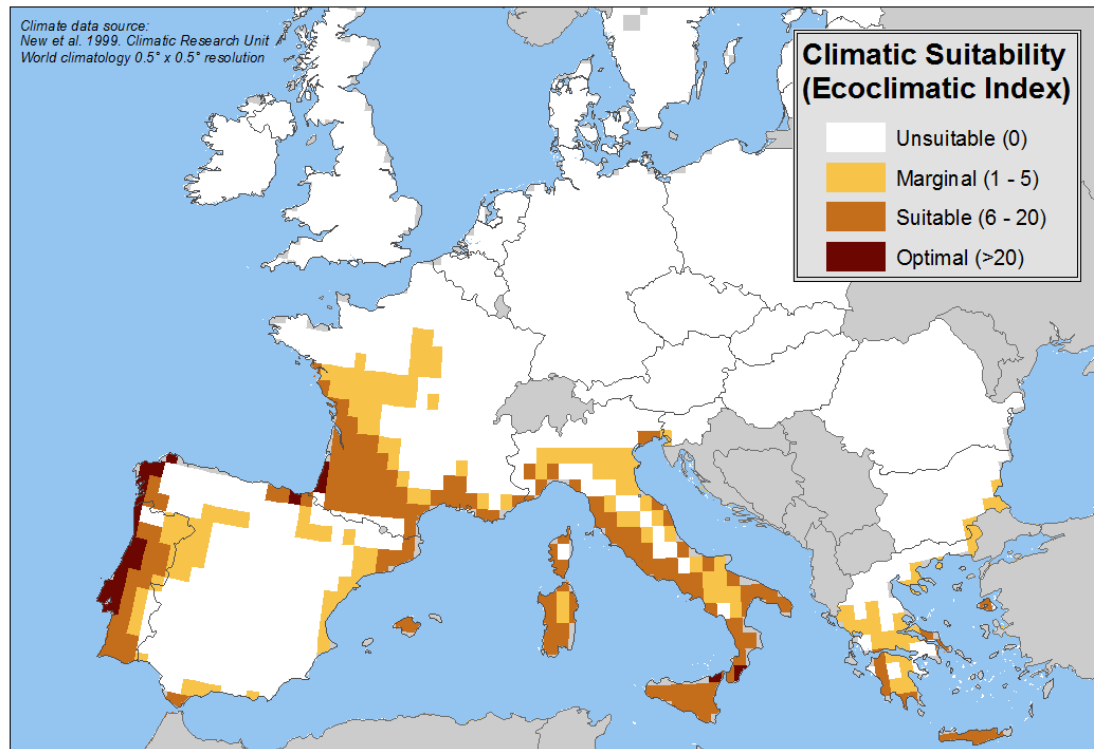 Climate data source:
New et al. 1999. Climatic Research Unit
World climatology 0.5° x 0.5° resolution
Climatic Suitability
(Ecoclimatic Index)
Unsuitable (0)
Marginal (1 - 5)
Suitable (6 - 20)
Optimal (>20)